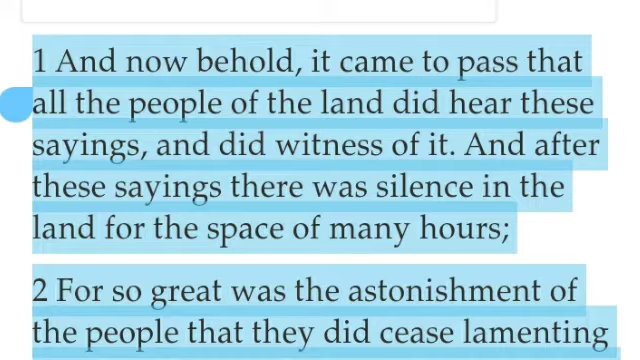 1 And now behold, it came to pass that
all the people of the land did hear these
sayings, and did witness of it. And after
these sayings there was silence in the
land for the space of many hours;
2 For so great was the astonishment of
the people that they did cease lamenting